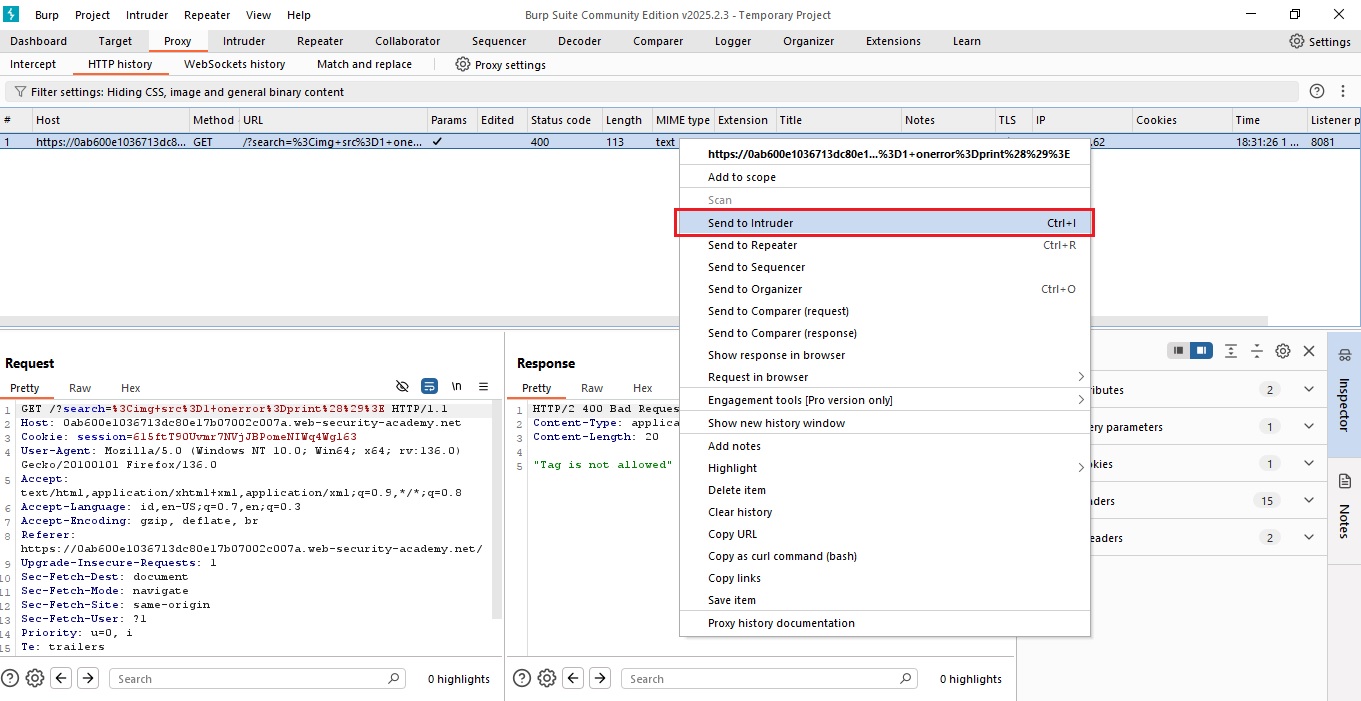 Burp Project Intruder Repeater View Help
Burp Suite Community Edition v2025.2.3 - Temporary Project
Dashboard Target Proxy Intruder Repeater Collaborator Sequencer Decoder Comparer Logger Organizer Extensions Learn Settings
Intercept HTTP history WebSockets history Match and replace Proxy settings
Filter settings: Hiding CSS, image and general binary content
# Host Method URL Params Edited Status code Length MIME type Extension Title Notes TLS IP Cookies Time Listener p
1 https://0ab600e1036713dc8... GET /?search=%3Cimg+src%3D1+one... ✓ 400 113 text .62 18:31:26 1 ... 8081
https://0ab600e1036713dc80e1...%3D1+onerror%3Dprint%28%29%3E
Add to scope
Scan
Send to Intruder Ctrl+I
Send to Repeater Ctrl+R
Send to Sequencer
Send to Organizer Ctrl+O
Send to Comparer (request)
Send to Comparer (response)
Show response in browser
Request in browser
Engagement tools [Pro version only]
Show new history window
Add notes
Highlight
Delete item
Clear history
Copy URL
Copy as curl command (bash)
Copy links
Save item
Proxy history documentation
Request
Pretty Raw Hex
\n
1 GET /?search=%3Cimg+src%3D1+onerror%3Dprint%28%29%3E HTTP/1.1
2 Host: 0ab600e1036713dc80e17b07002c007a.web-security-academy.net
3 Cookie: session=615ftT9OUvmr7NVjJBPomeNIWq4Wgl63
4 User-Agent: Mozilla/5.0 (Windows NT 10.0; Win64; x64; rv:136.0)
Gecko/20100101 Firefox/136.0
5 Accept:
text/html,application/xhtml+xml,application/xml;q=0.9,*/*;q=0.8
6 Accept-Language: id,en-US;q=0.7,en;q=0.3
7 Accept-Encoding: gzip, deflate, br
8 Referer:
https://0ab600e1036713dc80e17b07002c007a.web-security-academy.net/
9 Upgrade-Insecure-Requests: 1
10 Sec-Fetch-Dest: document
11 Sec-Fetch-Mode: navigate
12 Sec-Fetch-Site: same-origin
13 Sec-Fetch-User: ?1
14 Priority: u=0, i
15 Te: trailers
Search
0 highlights
Response
Pretty Raw Hex
1 HTTP/2 400 Bad Reques
2 Content-Type: applica
3 Content-Length: 20
4
5 "Tag is not allowed"
Search
0 highlights
ributes 2
ery parameters 1
kies 1
ders 15
eaders 2
Inspector
Notes